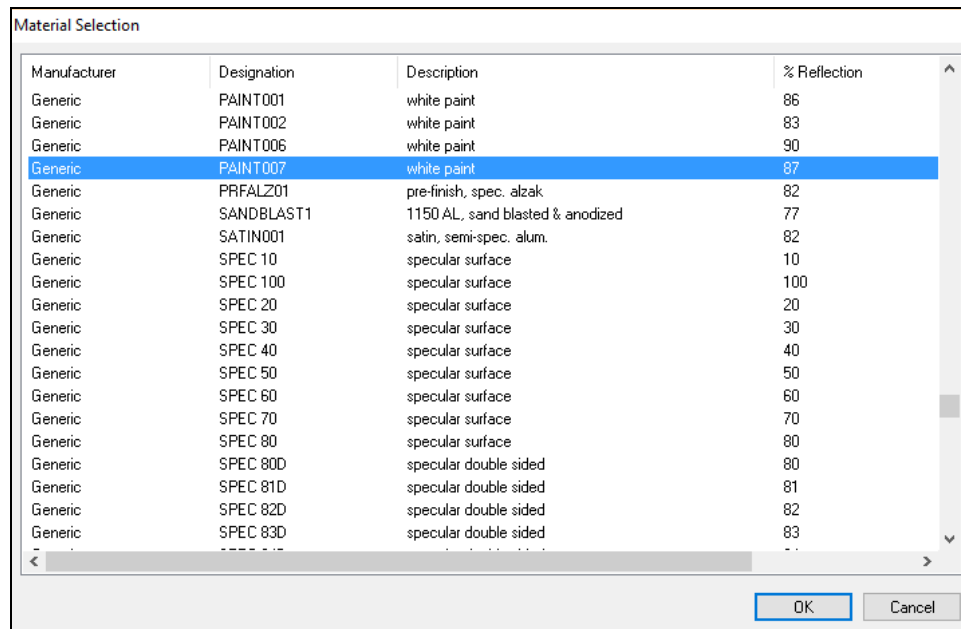 Material Selection
Manufacturer Designation Description % Reflection
Generic PAINT001 white paint 86
Generic PAINT002 white paint 83
Generic PAINT006 white paint 90
Generic PAINT007 white paint 87
Generic PRFALZ01 pre-finish, spec. alzak 82
Generic SANDBLAST1 1150 AL, sand blasted & anodized 77
Generic SATIN001 satin, semi-spec. alum. 82
Generic SPEC 10 specular surface 10
Generic SPEC 100 specular surface 100
Generic SPEC 20 specular surface 20
Generic SPEC 30 specular surface 30
Generic SPEC 40 specular surface 40
Generic SPEC 50 specular surface 50
Generic SPEC 60 specular surface 60
Generic SPEC 70 specular surface 70
Generic SPEC 80 specular surface 80
Generic SPEC 80D specular double sided 80
Generic SPEC 81D specular double sided 81
Generic SPEC 82D specular double sided 82
Generic SPEC 83D specular double sided 83
OK Cancel